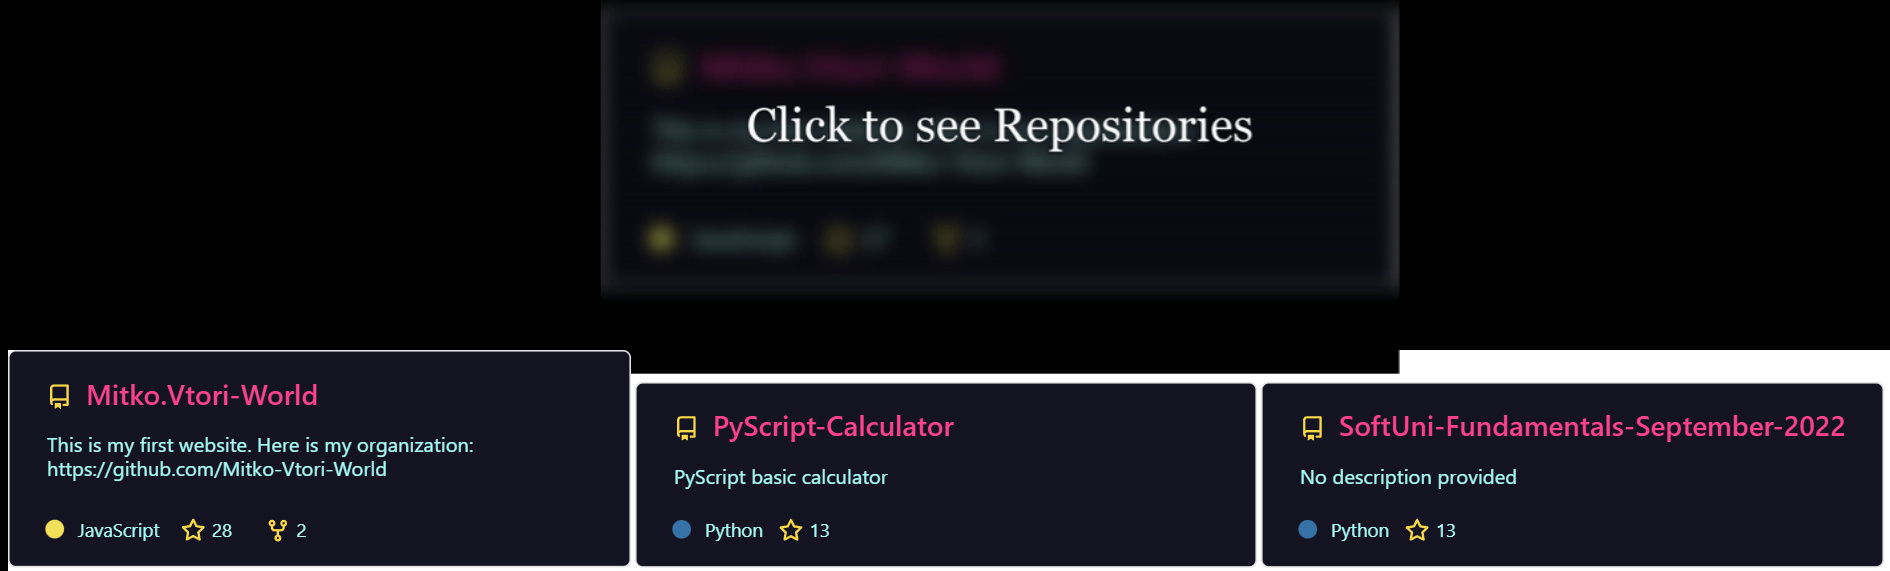 Click to see Repositories
Mitko.Vtori-World
This is my first website. Here is my organization:
https://github.com/Mitko-Vtori-World
JavaScript 28 2
PyScript-Calculator
PyScript basic calculator
Python 13
SoftUni-Fundamentals-September-2022
No description provided
Python 13